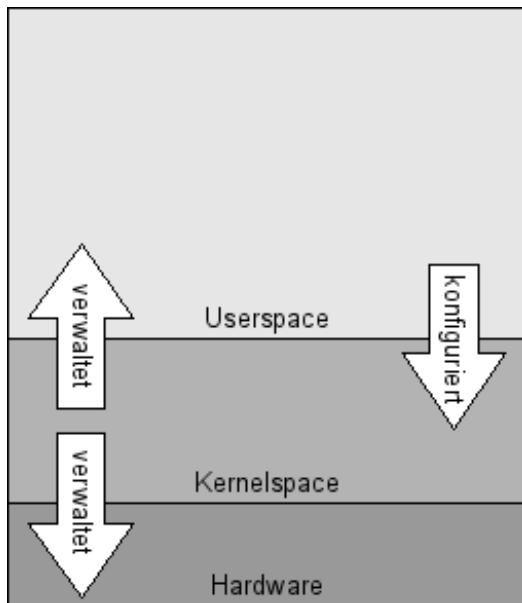 verwaltet
konfiguriert
Userspace
verwaltet
Kernelspace
Hardware